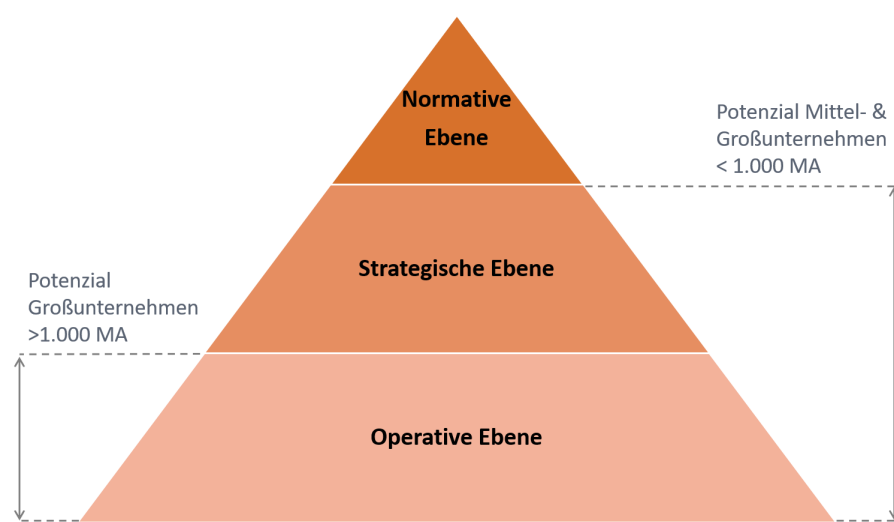 Normative
Ebene
Potenzial Mittel- &
Großunternehmen
< 1.000 MA
Strategische Ebene
Potenzial
Großunternehmen
>1.000 MA
Operative Ebene